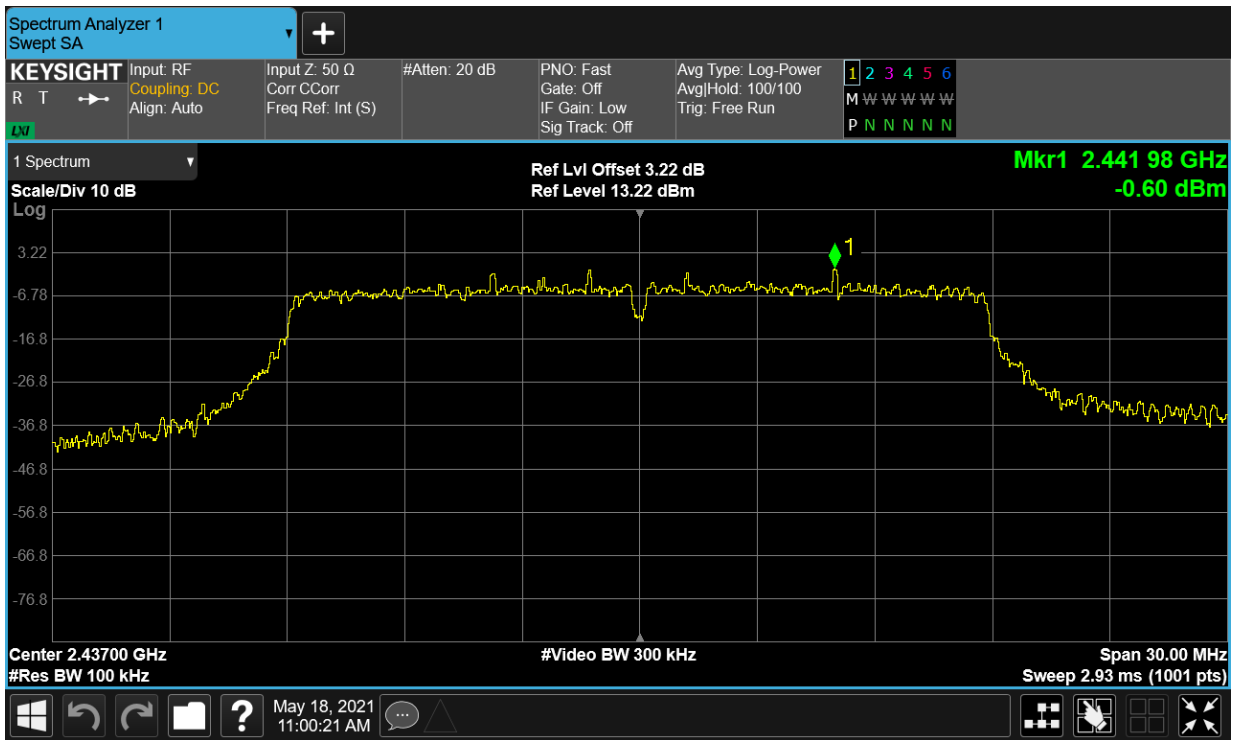 Spectrum Analyzer 1
Swept SA
+
KEYSIGHT
R T
LXI
Input: RF
Coupling: DC
Align: Auto
Input Z: 50 Ω
Corr CCorr
Freq Ref: Int (S)
#Atten: 20 dB
PNO: Fast
Gate: Off
IF Gain: Low
Sig Track: Off
Avg Type: Log-Power
Avg|Hold: 100/100
Trig: Free Run
1 2 3 4 5 6
M W W W W W
P N N N N N
1 Spectrum
Scale/Div 10 dB
Log
Ref Lvl Offset 3.22 dB
Ref Level 13.22 dBm
Mkr1 2.441 98 GHz
-0.60 dBm
1
3.22
-6.78
-16.8
-26.8
-36.8
-46.8
-56.8
-66.8
-76.8
Center 2.43700 GHz
#Res BW 100 kHz
#Video BW 300 kHz
Span 30.00 MHz
Sweep 2.93 ms (1001 pts)
?
May 18, 2021
11:00:21 AM